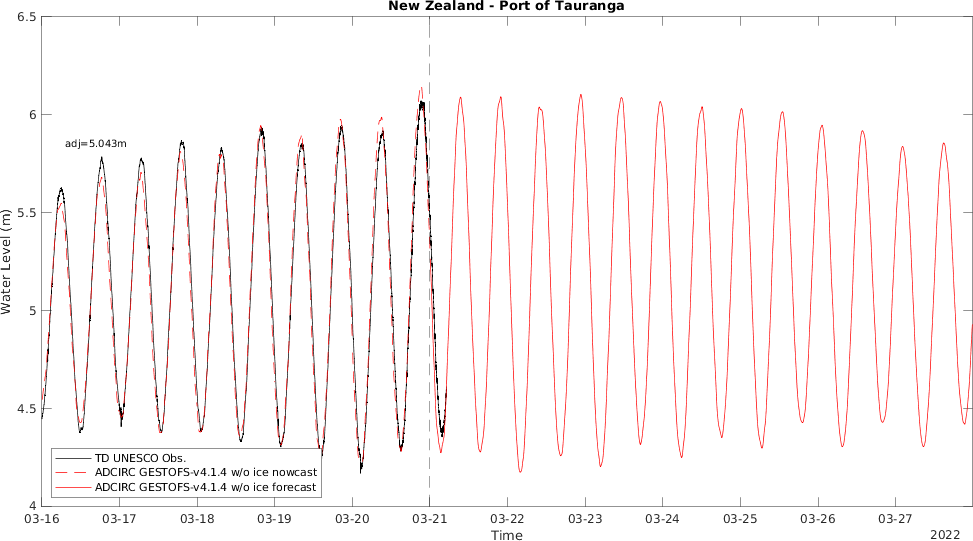 New Zealand - Port of Tauranga
6.5
6
5.5
5
4.5
4
Water Level (m)
adj=5.043m
TD UNESCO Obs.
ADCIRC GESTOFS-v4.1.4 w/o ice nowcast
ADCIRC GESTOFS-v4.1.4 w/o ice forecast
03-16 03-17 03-18 03-19 03-20 03-21 03-22 03-23 03-24 03-25 03-26 03-27
Time
2022